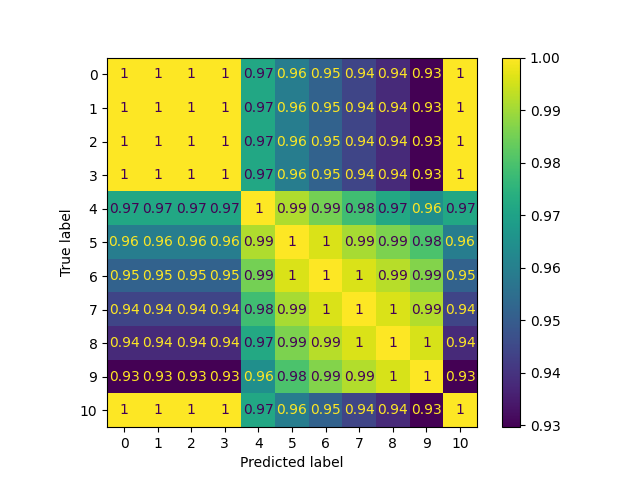 0 1 1 1 1 0.97 0.96 0.95 0.94 0.94 0.93 1
1 1 1 1 1 0.97 0.96 0.95 0.94 0.94 0.93 1
2 1 1 1 1 0.97 0.96 0.95 0.94 0.94 0.93 1
3 1 1 1 1 0.97 0.96 0.95 0.94 0.94 0.93 1
4 0.97 0.97 0.97 0.97 1 0.99 0.99 0.98 0.97 0.96 0.97
5 0.96 0.96 0.96 0.96 0.99 1 1 0.99 0.99 0.98 0.96
6 0.95 0.95 0.95 0.95 0.99 1 1 1 0.99 0.99 0.95
7 0.94 0.94 0.94 0.94 0.98 0.99 1 1 1 0.99 0.94
8 0.94 0.94 0.94 0.94 0.97 0.99 0.99 1 1 1 0.94
9 0.93 0.93 0.93 0.93 0.96 0.98 0.99 0.99 1 1 0.93
10 1 1 1 1 0.97 0.96 0.95 0.94 0.94 0.93 1
0 1 2 3 4 5 6 7 8 9 10
Predicted label
True label
1.00
0.99
0.98
0.97
0.96
0.95
0.94
0.93